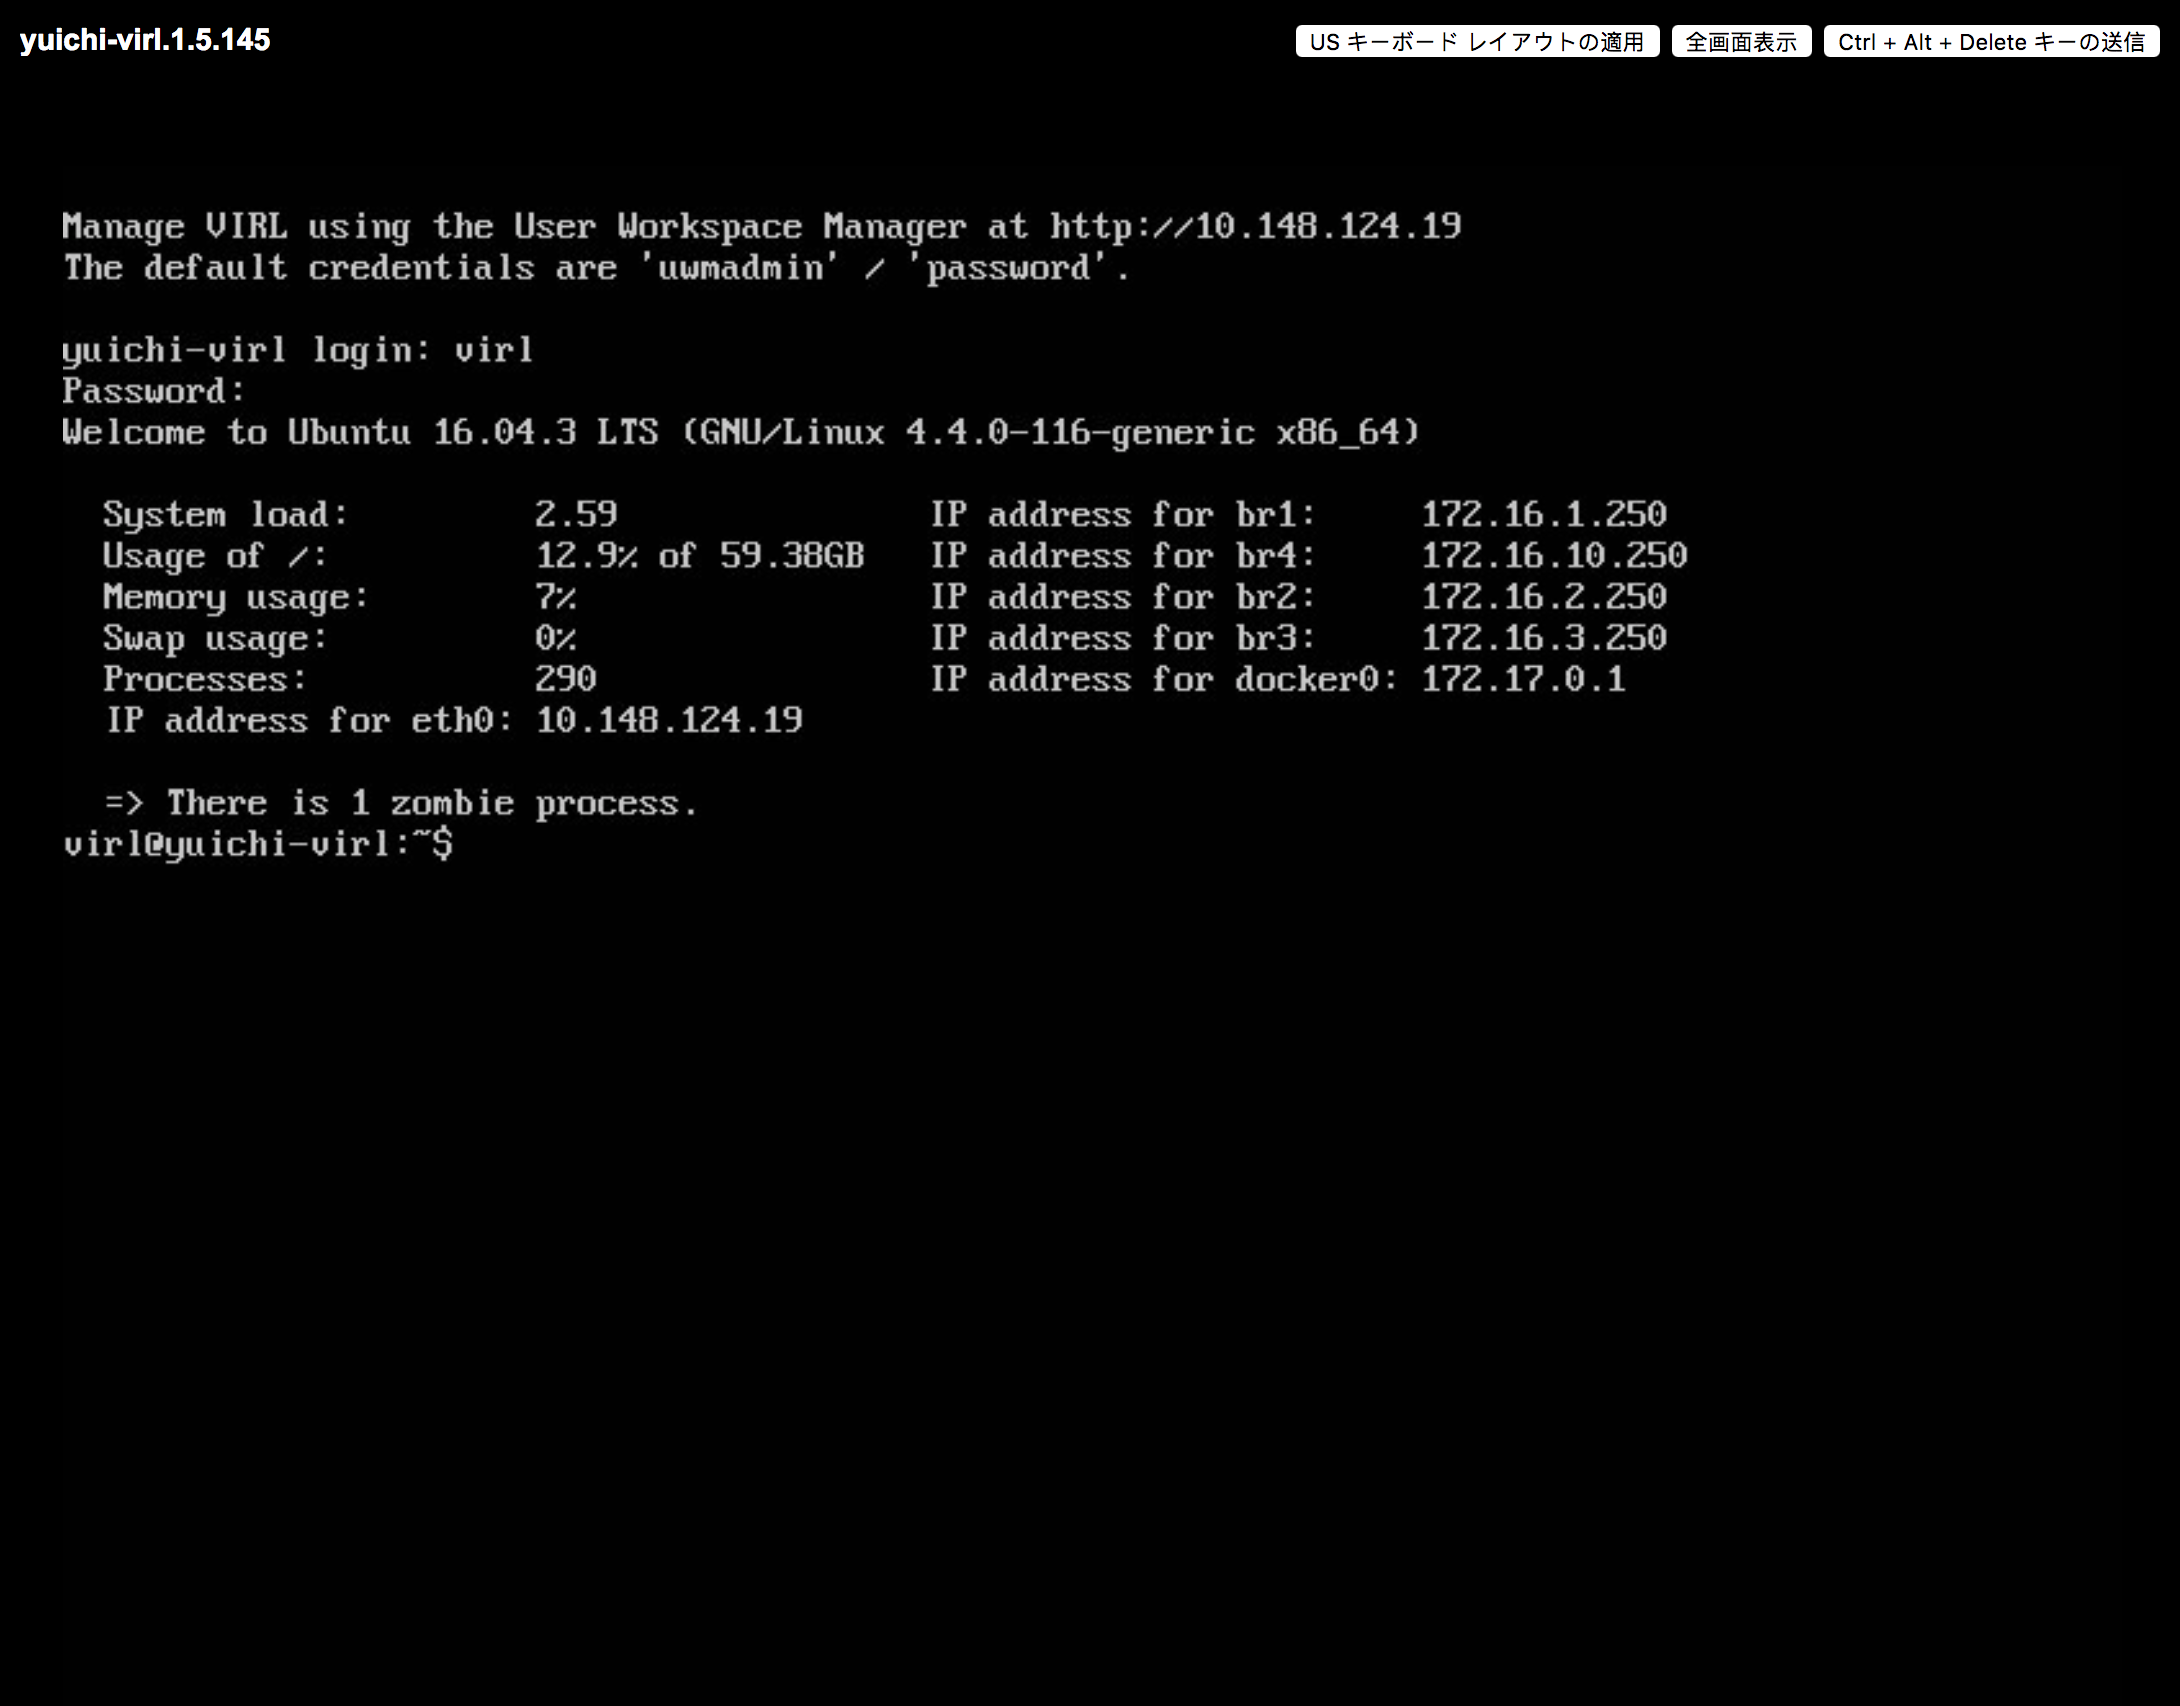 yuichi-virl.1.5.145
US キーボード レイアウトの適用 全画面表示 Ctrl + Alt + Delete キーの送信
Manage VIRL using the User Workspace Manager at http://10.148.124.19
The default credentials are 'uwmadmin' / 'password'.
yuichi-virl login: virl
Password:
Welcome to Ubuntu 16.04.3 LTS (GNU/Linux 4.4.0-116-generic x86_64)
System load: 2.59 IP address for br1: 172.16.1.250
Usage of /: 12.9% of 59.38GB IP address for br4: 172.16.10.250
Memory usage: 7% IP address for br2: 172.16.2.250
Swap usage: 0% IP address for br3: 172.16.3.250
Processes: 290 IP address for docker0: 172.17.0.1
IP address for eth0: 10.148.124.19
=> There is 1 zombie process.
virl@yuichi-virl:~$